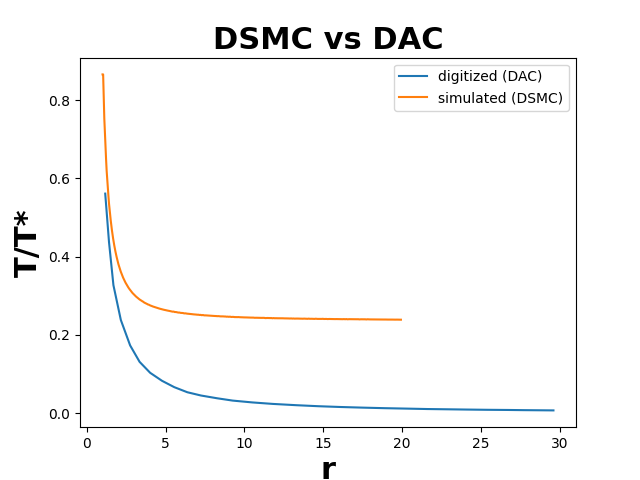 DSMC vs DAC
digitized (DAC)
simulated (DSMC)
T/T*
0.8
0.6
0.4
0.2
0.0
0 5 10 15 20 25 30
r